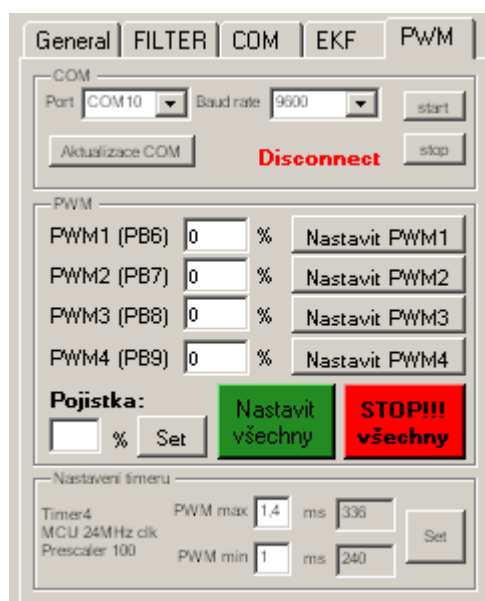 General FILTER COM EKF PWM
COM
Port COM10 Baud rate 9600 start
Aktualizace COM Disconnect stop
PWM
PWM1 (PB6) 0 % Nastavit PWM1
PWM2 (PB7) 0 % Nastavit PWM2
PWM3 (PB8) 0 % Nastavit PWM3
PWM4 (PB9) 0 % Nastavit PWM4
Pojistka:
% Set
Nastavit
všechny
STOP!!!
všechny
Nastavení timeru
Timer4
MCU 24MHz clk
Prescaler 100
PWM max 1,4 ms 336
PWM min 1 ms 240
Set